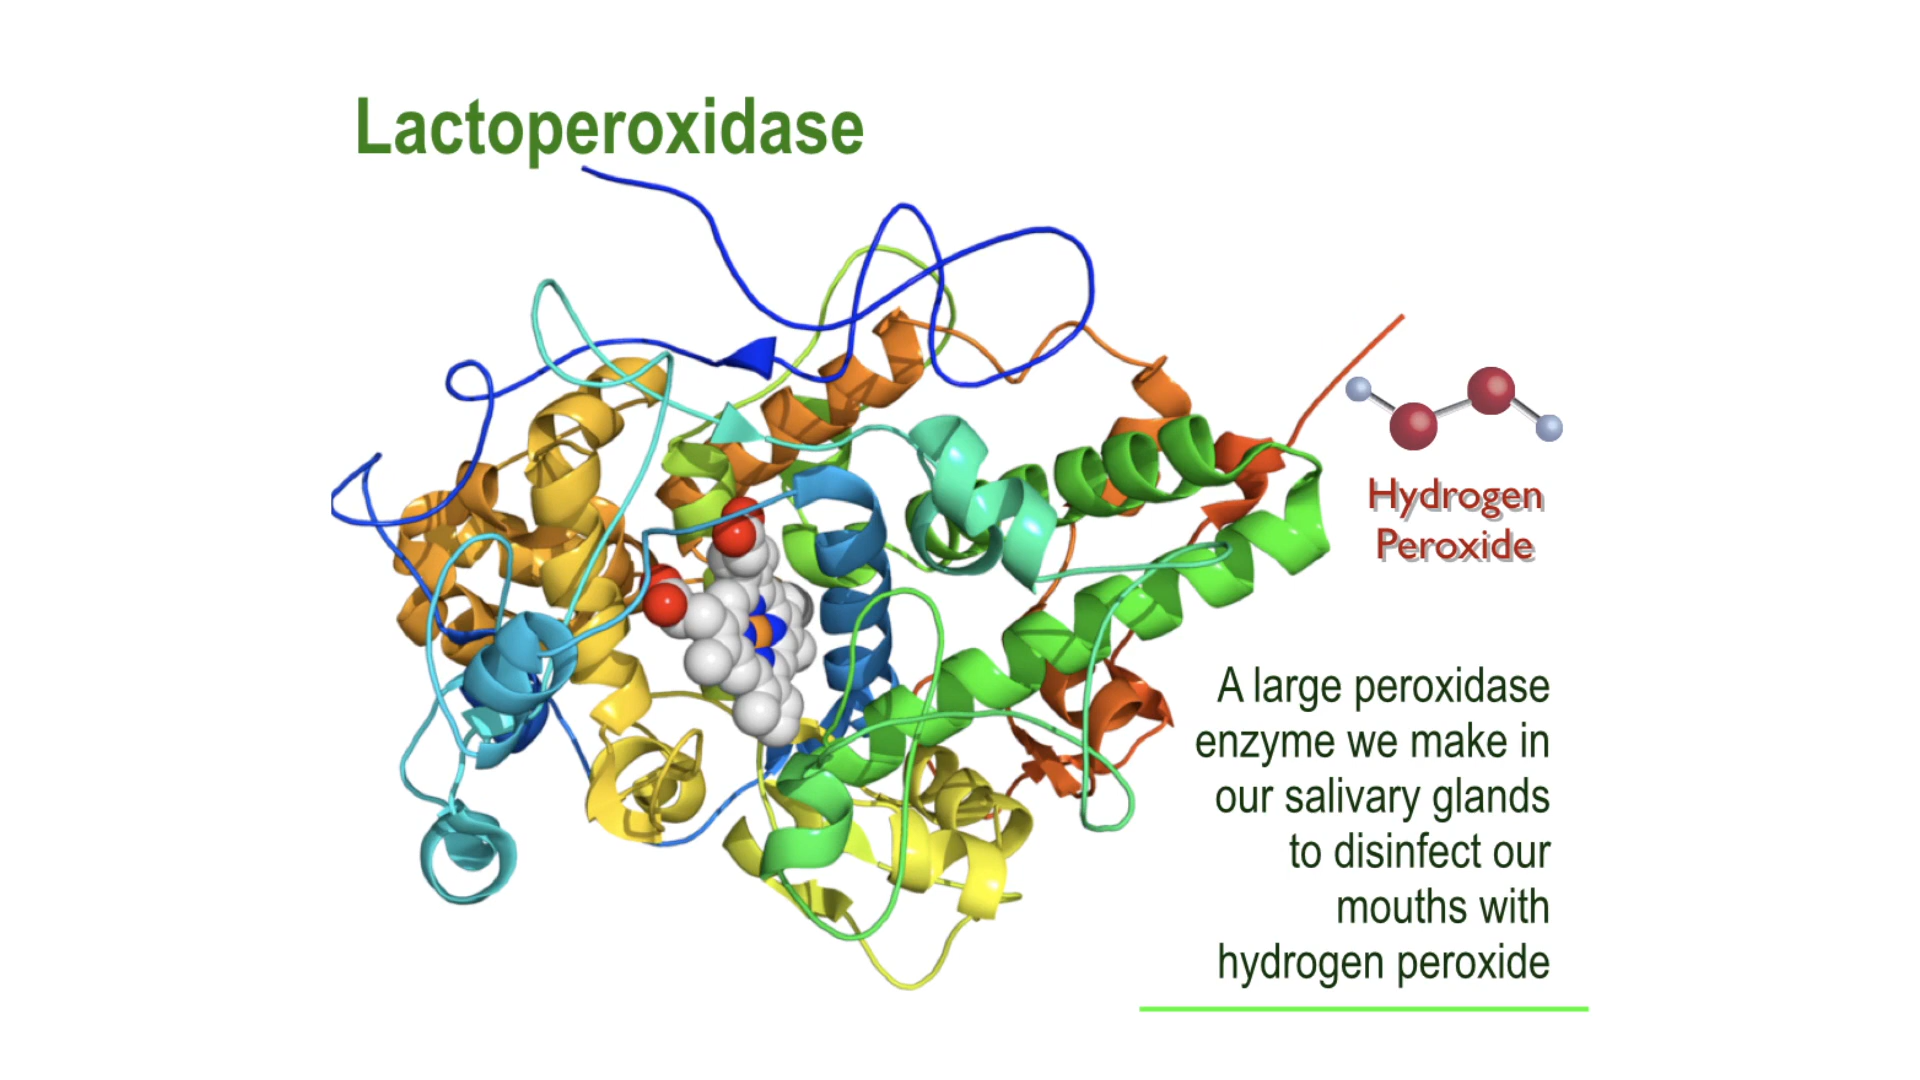 Lactoperoxidase
Hydrogen
Peroxide
A large peroxidase
enzyme we make in
our salivary glands
to disinfect our
mouths with
hydrogen peroxide